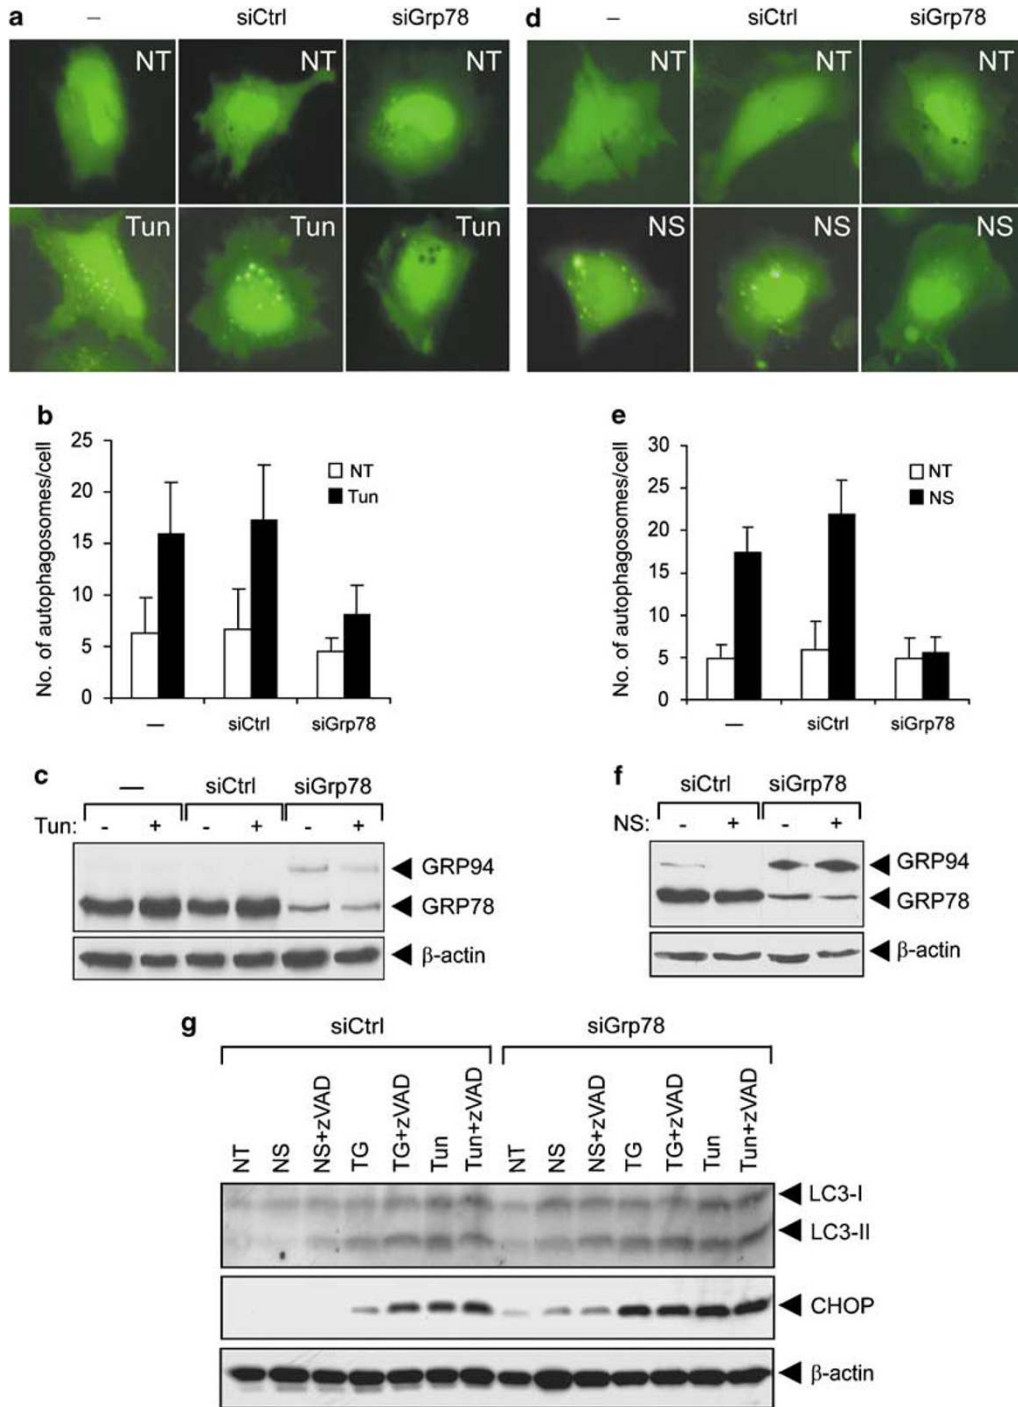 a
– siCtrl siGrp78
NT NT NT
Tun Tun Tun
d
– siCtrl siGrp78
NT NT NT
NS NS NS
b
No. of autophagosomes/cell
25
20
15
10
5
0
NT
Tun
— siCtrl siGrp78
e
No. of autophagosomes/cell
30
25
20
15
10
5
0
NT
NS
— siCtrl siGrp78
c
— siCtrl siGrp78
Tun: - + - + - +
GRP94
GRP78
β-actin
f
siCtrl siGrp78
NS: - + - +
GRP94
GRP78
β-actin
g
siCtrl siGrp78
NT NS NS+zVAD TG TG+zVAD Tun Tun+zVAD NT NS NS+zVAD TG TG+zVAD Tun Tun+zVAD
LC3-I
LC3-II
CHOP
β-actin